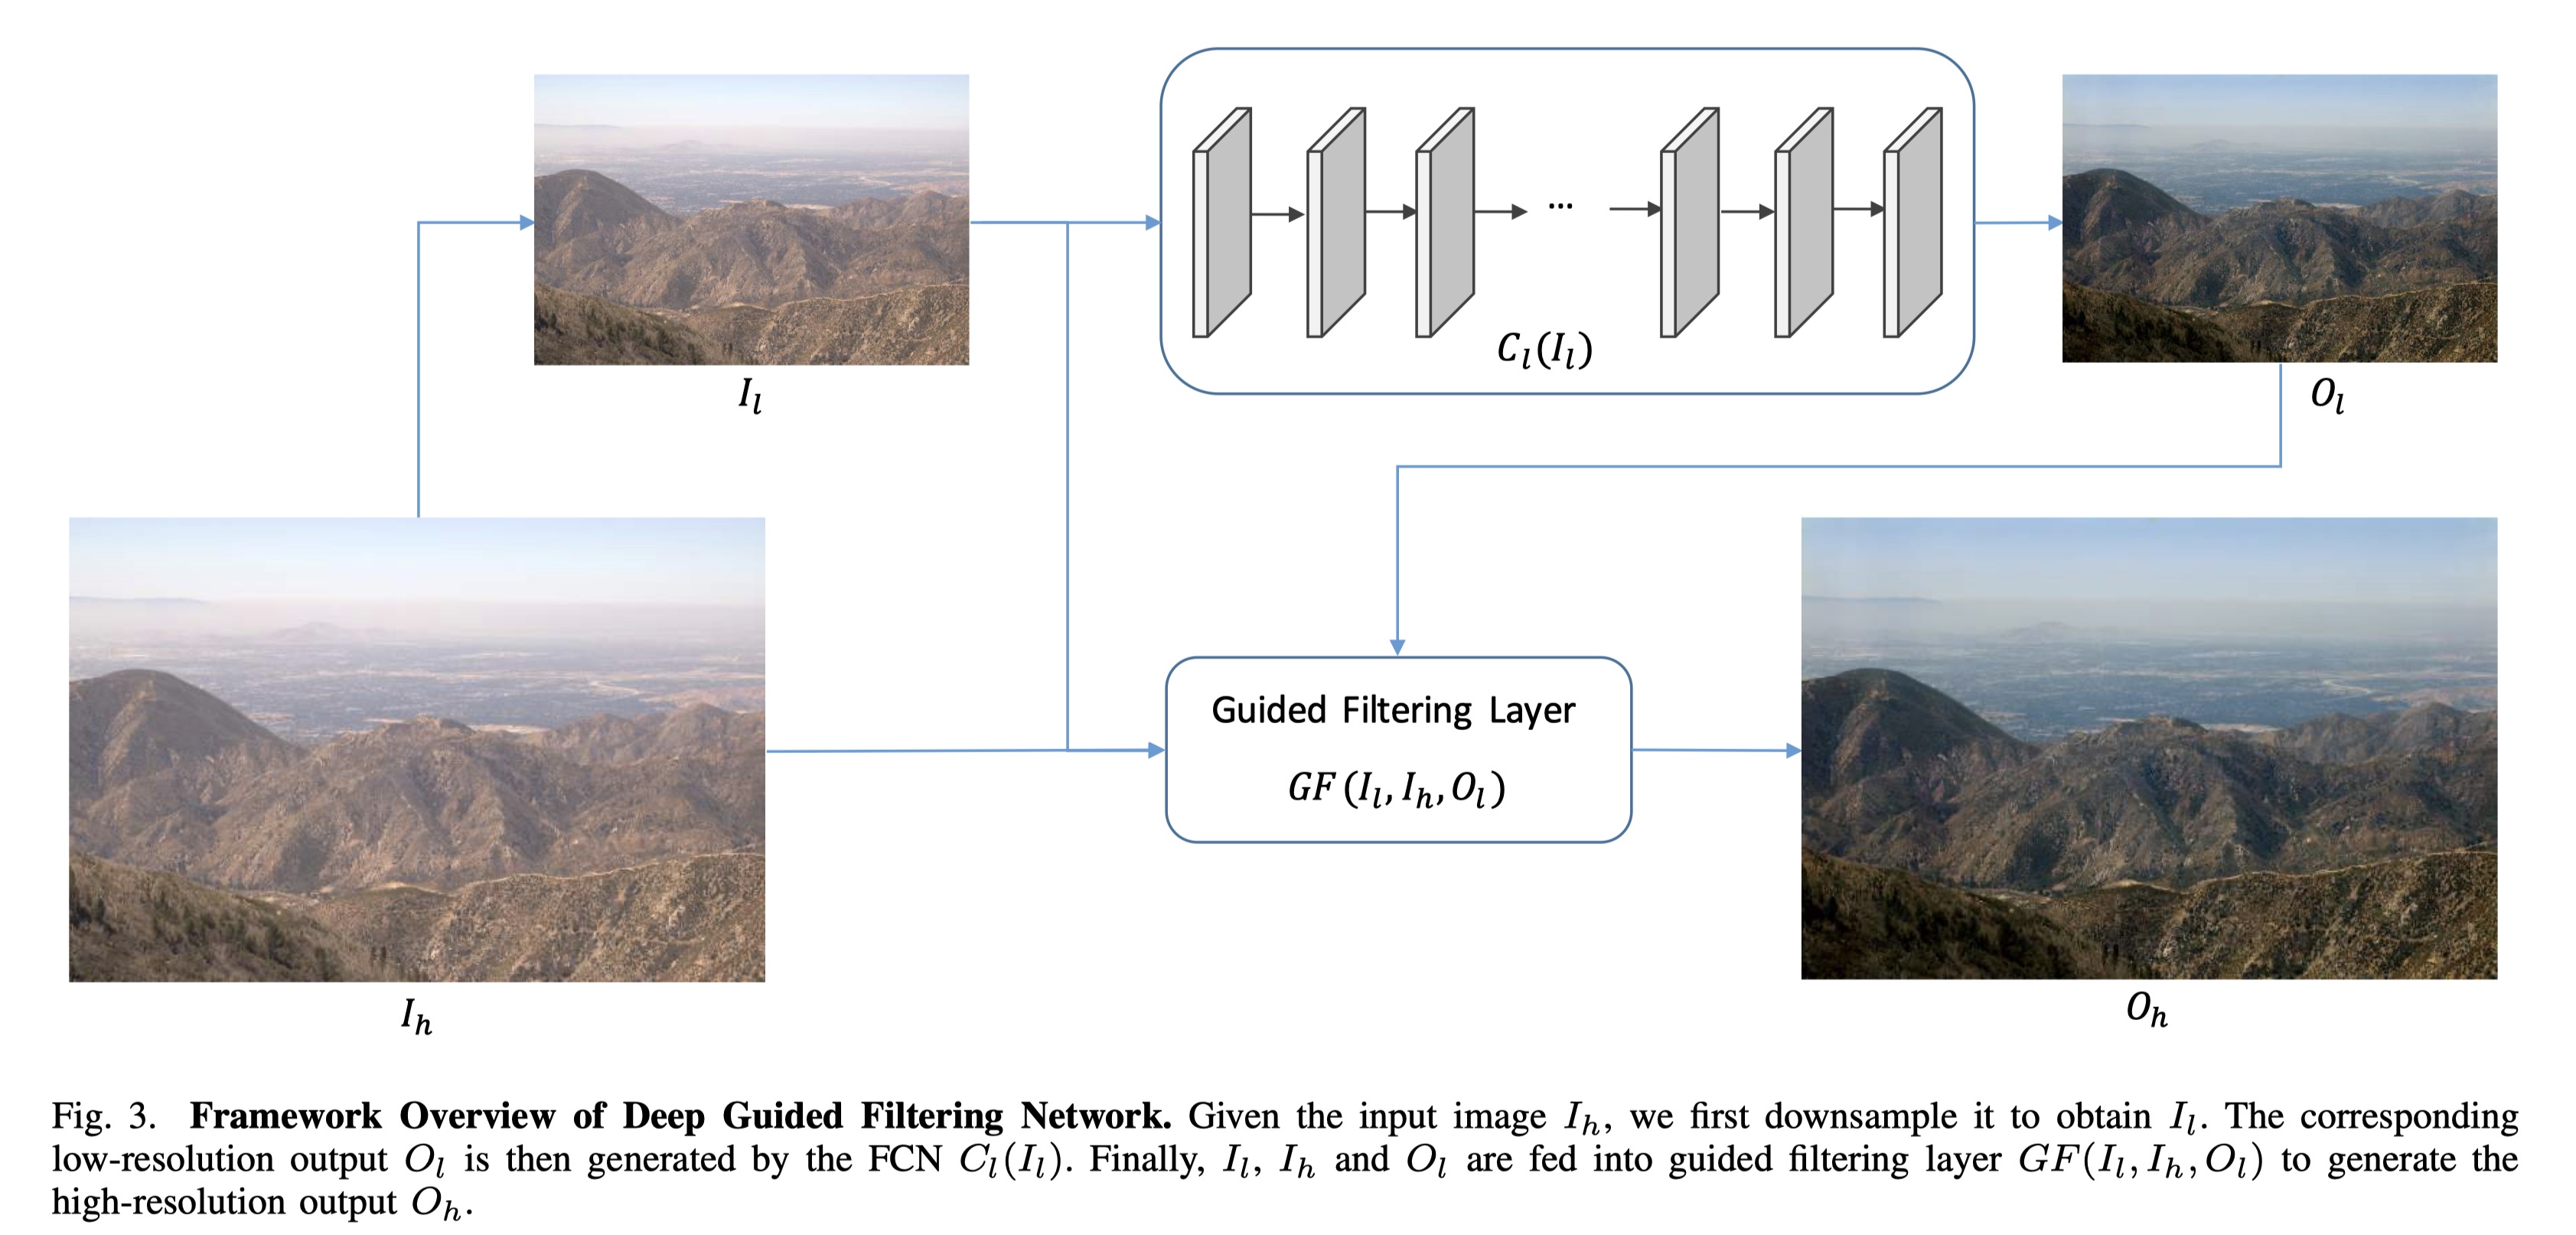 I_l
C_l(I_l)
...
O_l
Guided Filtering Layer
GF(I_l, I_h, O_l)
I_h
O_h
Fig. 3. Framework Overview of Deep Guided Filtering Network. Given the input image I_h, we first downsample it to obtain I_l. The corresponding
low-resolution output O_l is then generated by the FCN C_l(I_l). Finally, I_l, I_h and O_l are fed into guided filtering layer GF(I_l, I_h, O_l) to generate the
high-resolution output O_h.